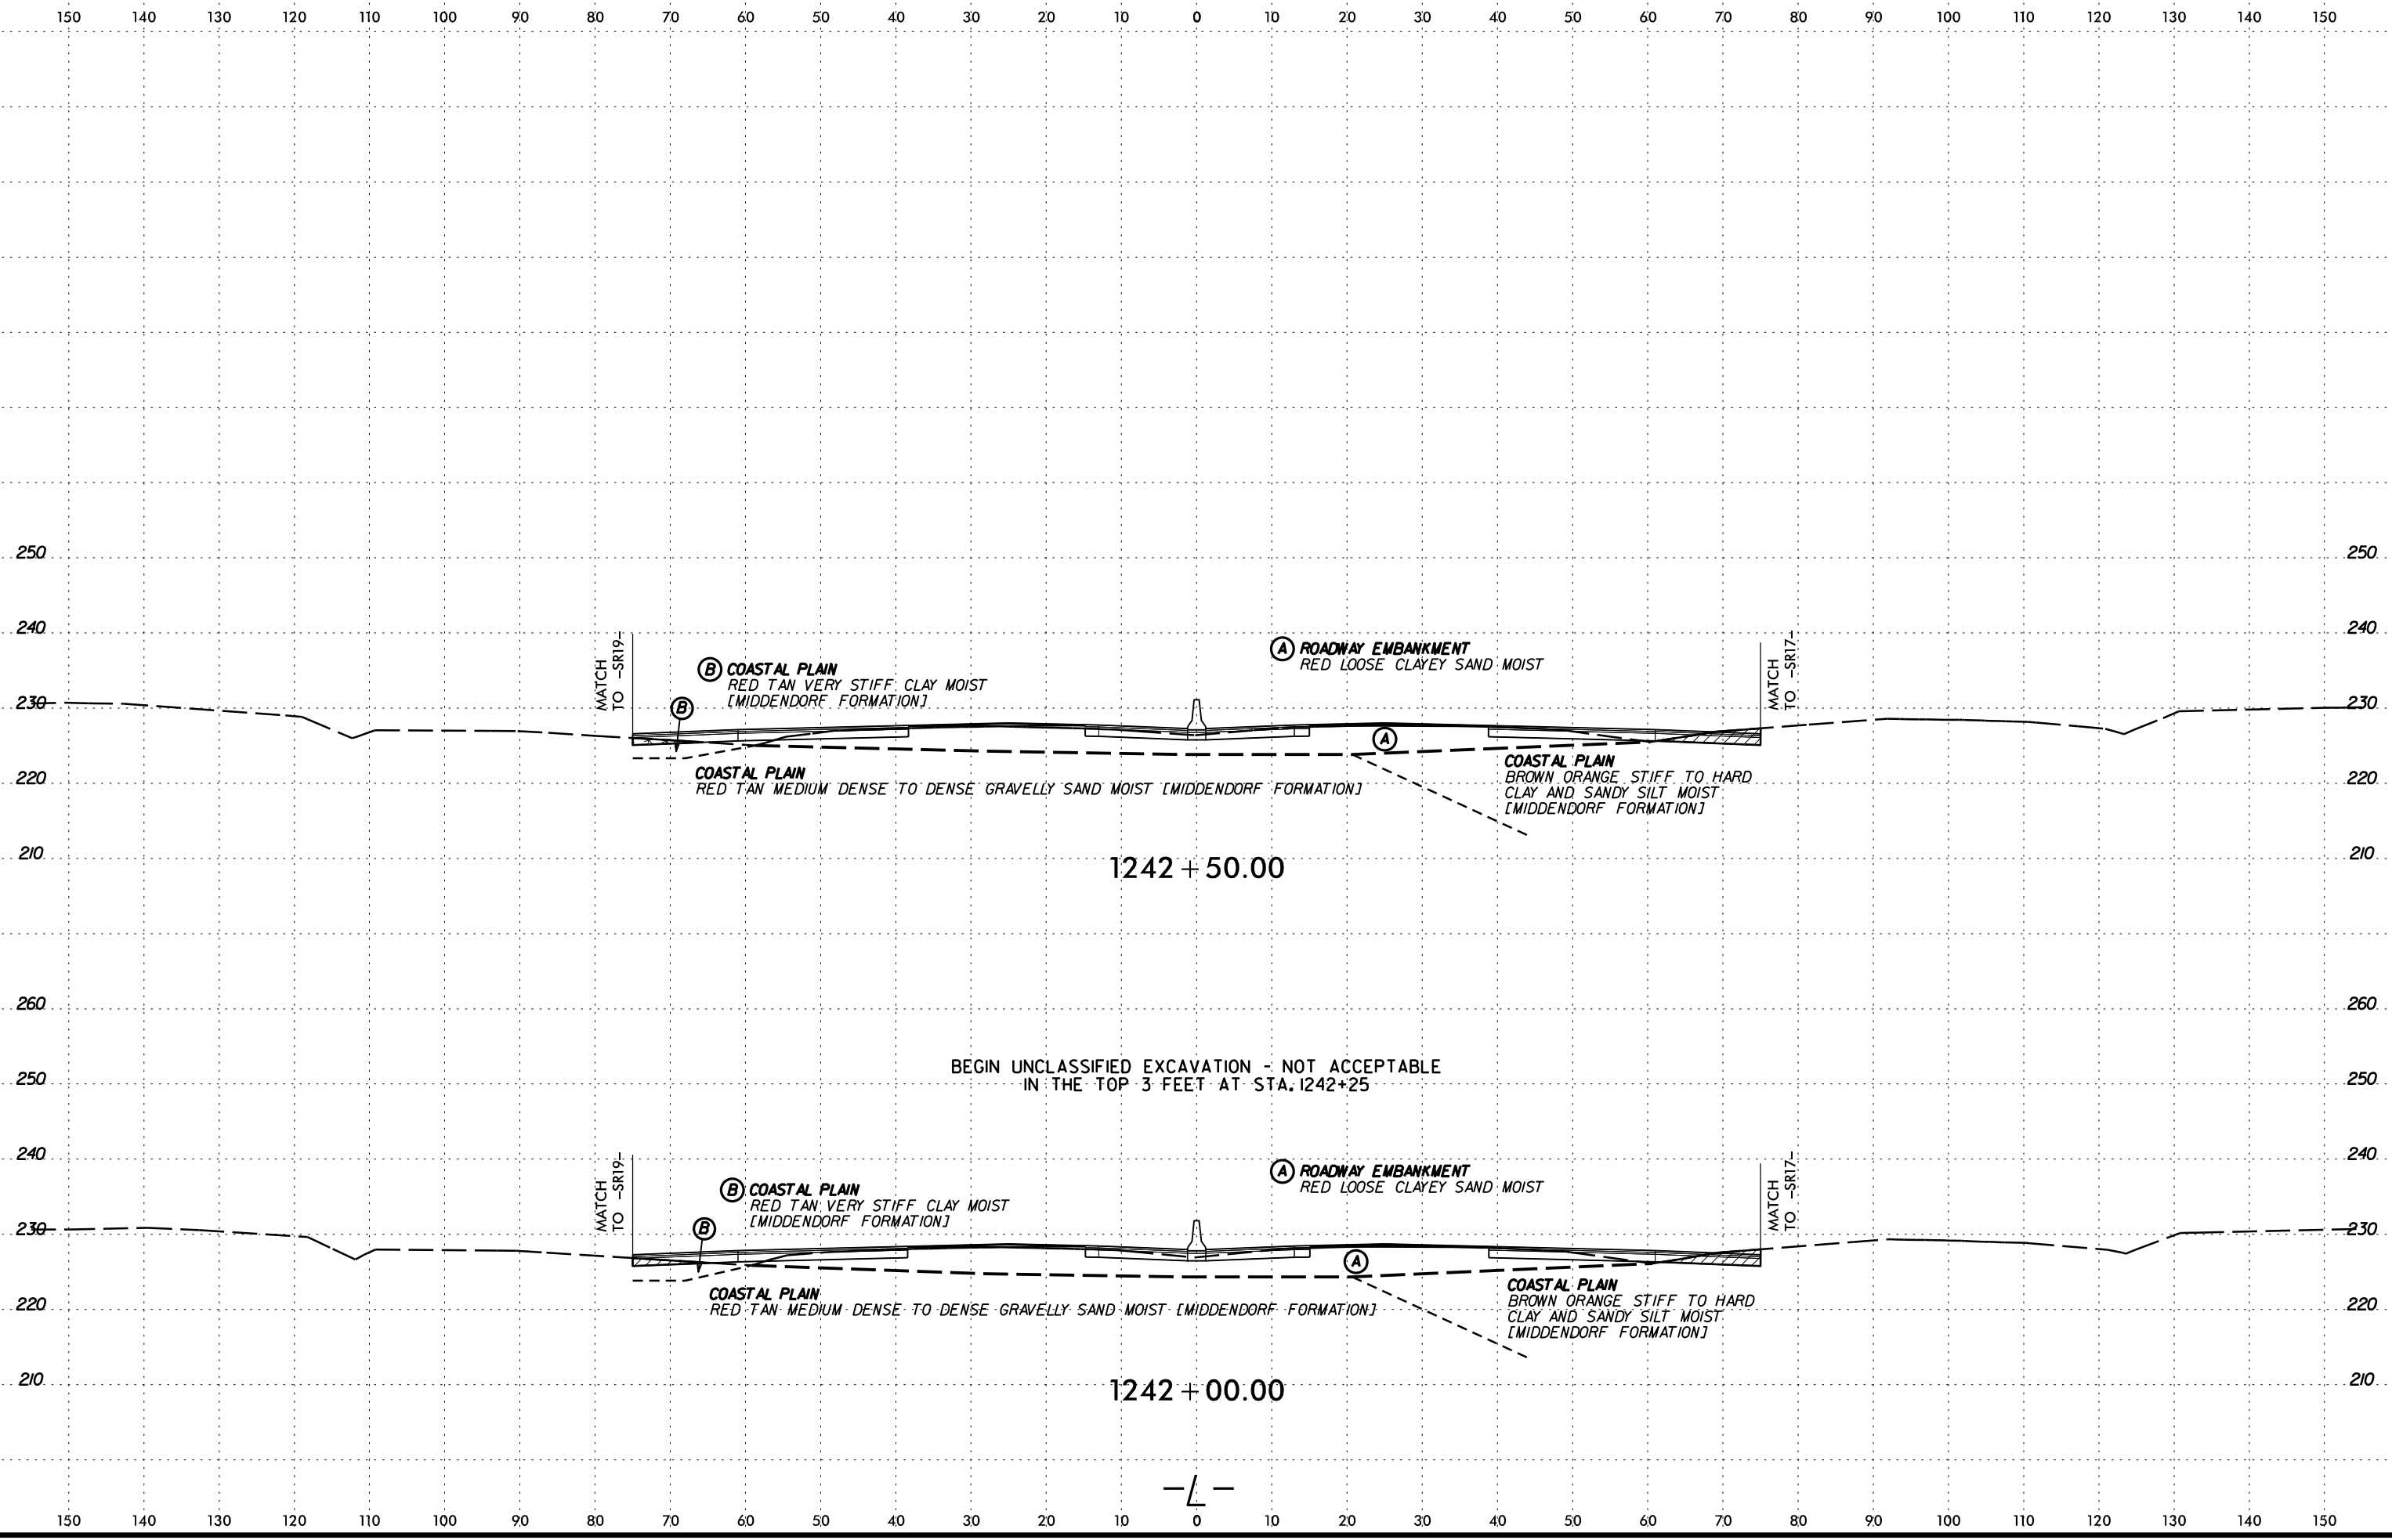 150 140 130 120 110 100 90 80 70 60 50 40 30 20 10 0 10 20 30 40 50 60 70 80 90 100 110 120 130 140 150
250 250
240 240
MATCH
TO -SR19-
MATCH
TO -SR17-
Ⓐ ROADWAY EMBANKMENT
RED LOOSE CLAYEY SAND MOIST
Ⓑ COASTAL PLAIN
RED TAN VERY STIFF CLAY MOIST
[MIDDENDORF FORMATION]
230 Ⓑ 230
Ⓐ
COASTAL PLAIN
RED TAN MEDIUM DENSE TO DENSE GRAVELLY SAND MOIST [MIDDENDORF FORMATION]
COASTAL PLAIN
BROWN ORANGE STIFF TO HARD
CLAY AND SANDY SILT MOIST
[MIDDENDORF FORMATION]
220 220
210 210
1242+50.00
260 260
BEGIN UNCLASSIFIED EXCAVATION - NOT ACCEPTABLE
IN THE TOP 3 FEET AT STA. 1242+25
250 250
240 240
MATCH
TO -SR19-
MATCH
TO -SR17-
Ⓐ ROADWAY EMBANKMENT
RED LOOSE CLAYEY SAND MOIST
Ⓑ COASTAL PLAIN
RED TAN VERY STIFF CLAY MOIST
[MIDDENDORF FORMATION]
230 Ⓑ 230
Ⓐ
COASTAL PLAIN
RED TAN MEDIUM DENSE TO DENSE GRAVELLY SAND MOIST [MIDDENDORF FORMATION]
COASTAL PLAIN
BROWN ORANGE STIFF TO HARD
CLAY AND SANDY SILT MOIST
[MIDDENDORF FORMATION]
220 220
210 210
1242+00.00
-L-
150 140 130 120 110 100 90 80 70 60 50 40 30 20 10 0 10 20 30 40 50 60 70 80 90 100 110 120 130 140 150